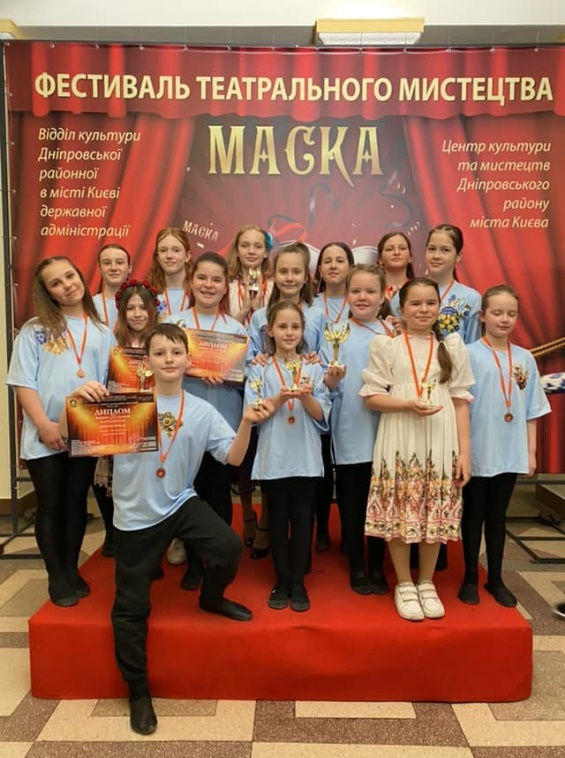 ФЕСТИВАЛЬ ТЕАТРАЛЬНОГО МИСТЕЦТВА
МАСКА
Відділ культури
Дніпровської
районної
в місті Києві
державної
адміністрації
Центр культури
та мистецтв
Дніпровського
району
міста Києва
МАСКА
ДИПЛОМ
ДИПЛОМ
ДИПЛОМ